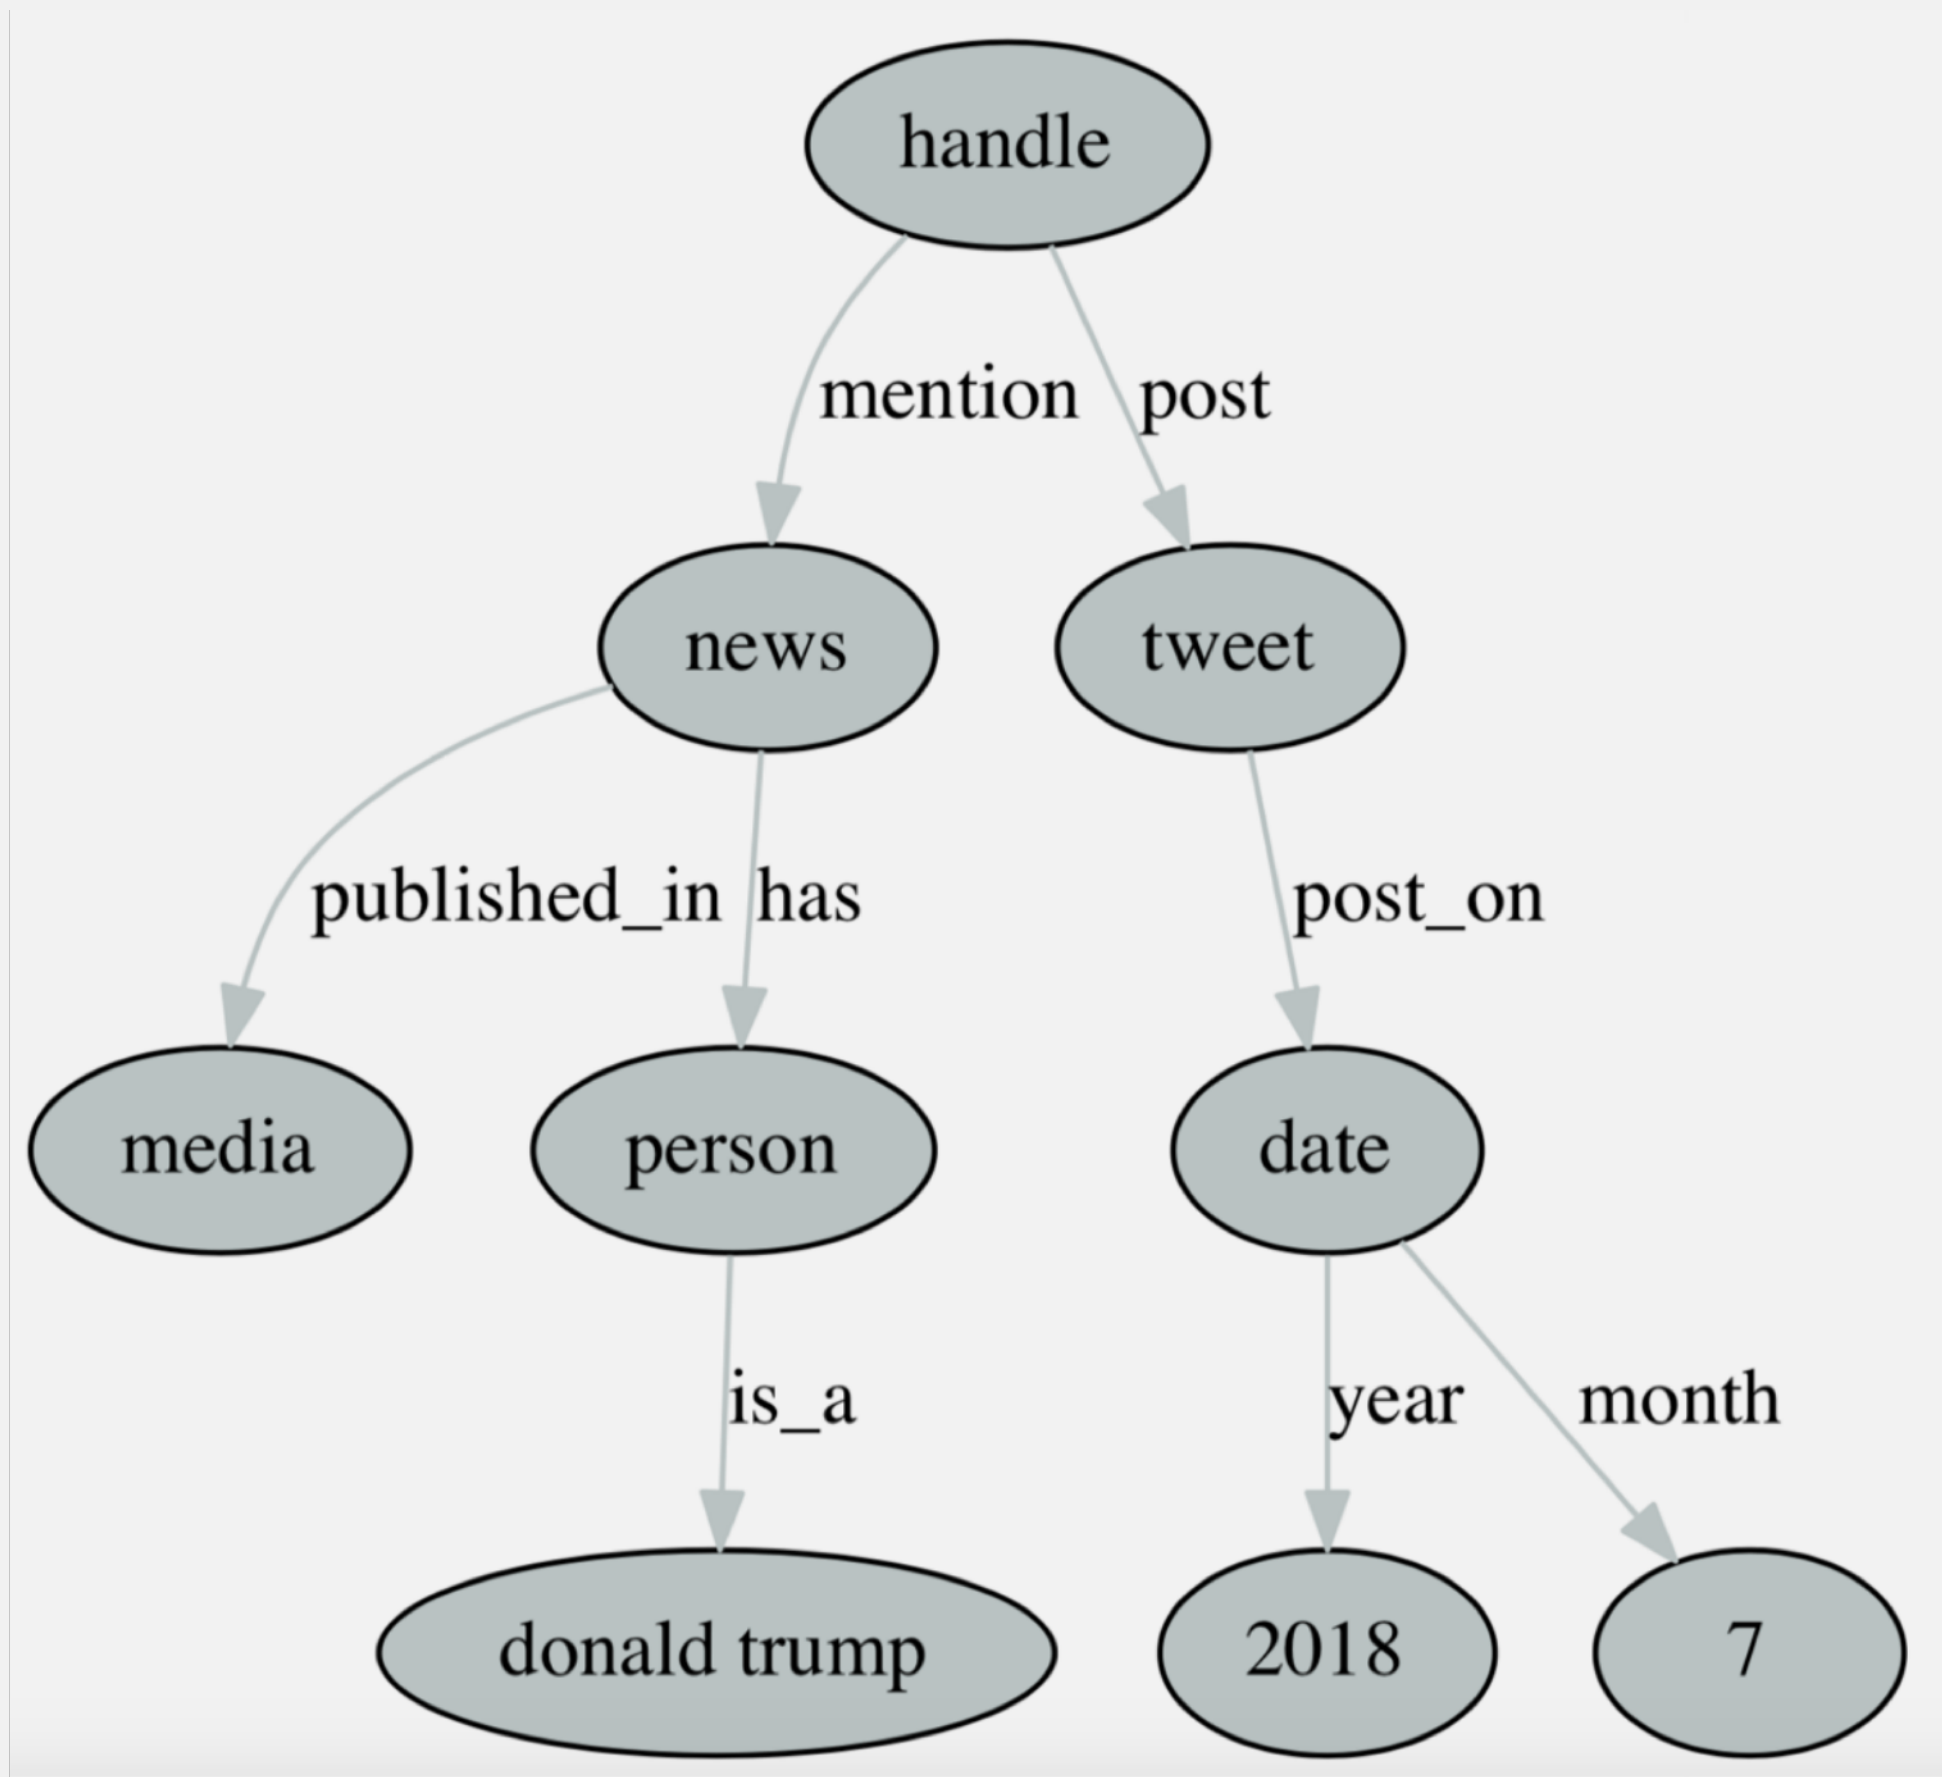 handle
mention post
news tweet
published_in has post_on
media person date
is_a year month
donald trump 2018 7